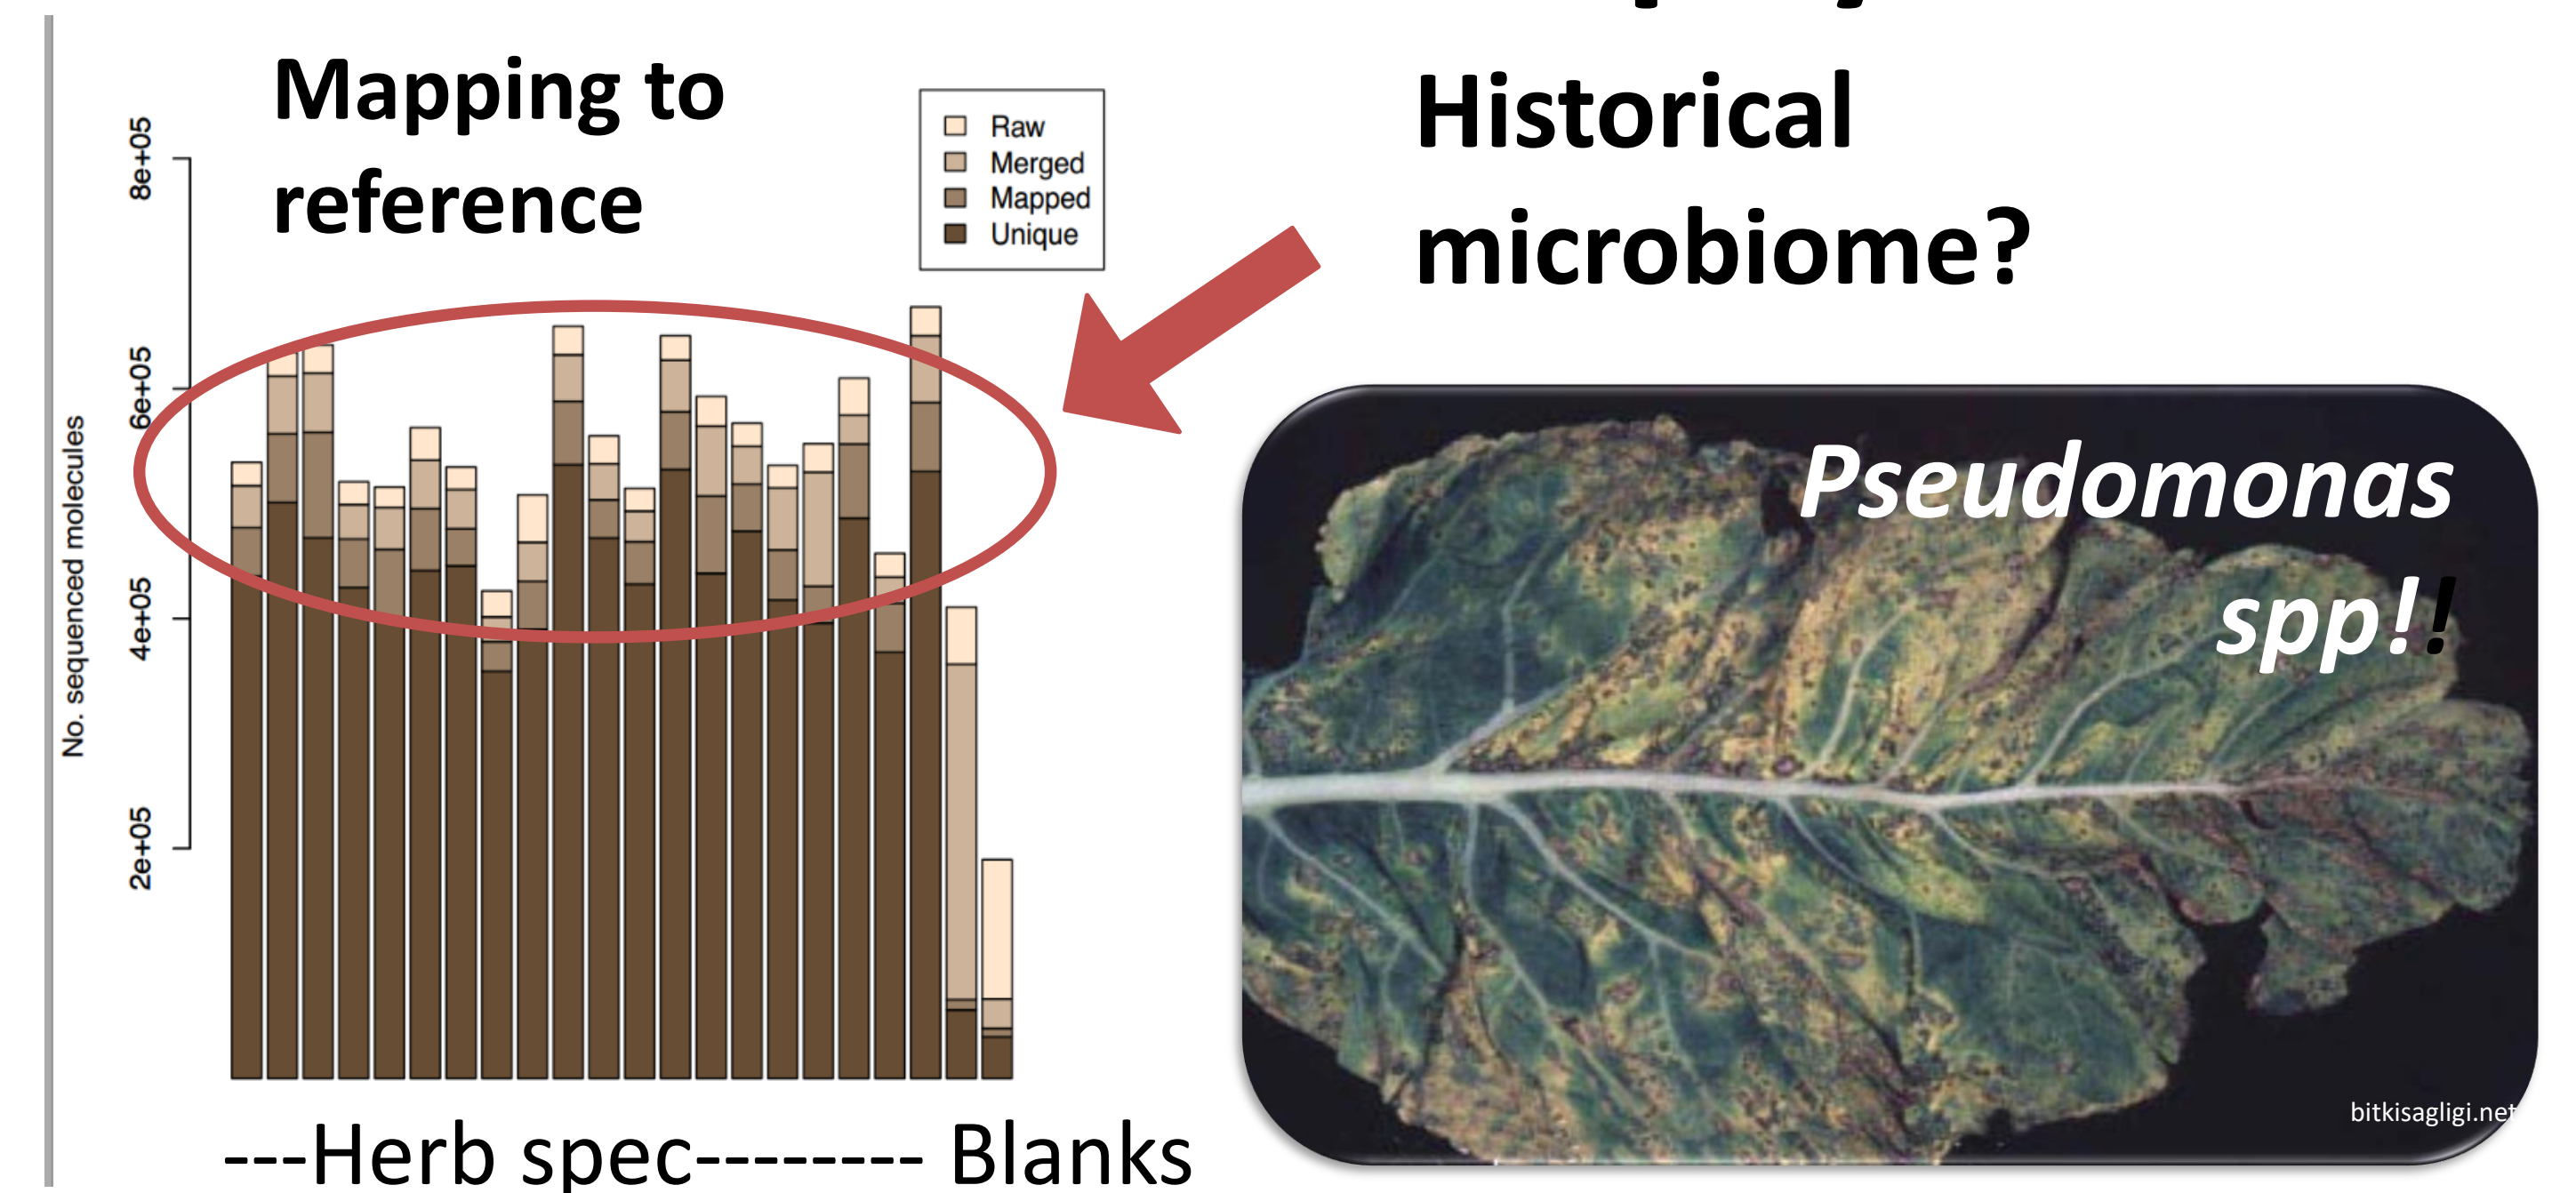 Mapping to
reference
Raw
Merged
Mapped
Unique
8e+05
6e+05
4e+05
2e+05
No. sequenced molecules
---Herb spec-------- Blanks
Historical
microbiome?
Pseudomonas
spp!!
bitkisagligi.net